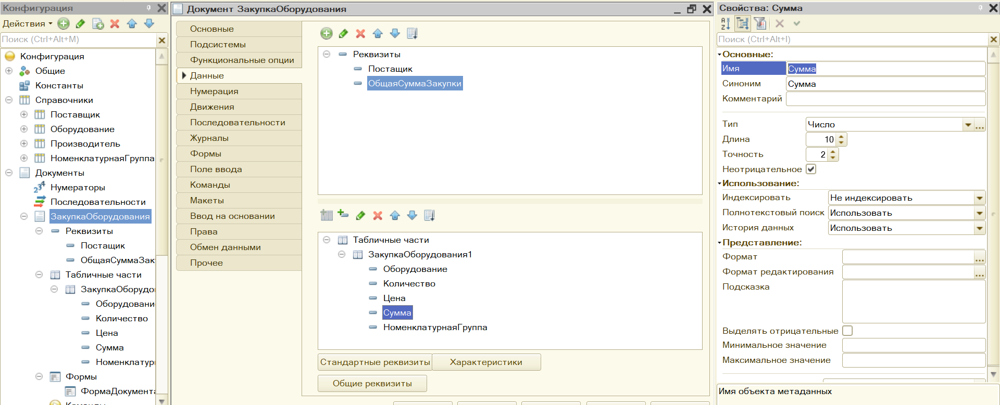 Конфигурация
Действия
Поиск (Ctrl+Alt+M)
Конфигурация
Общие
Константы
Справочники
Поставщик
Оборудование
Производитель
НоменклатурнаяГруппа
Документы
Нумераторы
Последовательности
ЗакупкаОборудования
Реквизиты
Постащик
ОбщаяСуммаЗак
Табличные части
ЗакупкаОборудо
Оборудовани
Количество
Цена
Сумма
Номенклатур
Формы
ФормаДокумента
Команды
Документ ЗакупкаОборудования
Основные
Подсистемы
Функциональные опции
Данные
Нумерация
Движения
Последовательности
Журналы
Формы
Поле ввода
Команды
Макеты
Ввод на основании
Права
Обмен данными
Прочее
Реквизиты
Постащик
ОбщаяСуммаЗакупки
Табличные части
ЗакупкаОборудования1
Оборудование
Количество
Цена
Сумма
НоменклатурнаяГруппа
Стандартные реквизиты
Характеристики
Общие реквизиты
Свойства: Сумма
Поиск (Ctrl+Alt+I)
Основные:
Имя Сумма
Синоним Сумма
Комментарий
Тип Число
Длина 10
Точность 2
Неотрицательное
Использование:
Индексировать Не индексировать
Полнотекстовый поиск Использовать
История данных Использовать
Представление:
Формат
Формат редактирования
Подсказка
Выделять отрицательные
Минимальное значение
Максимальное значение
Имя объекта метаданных